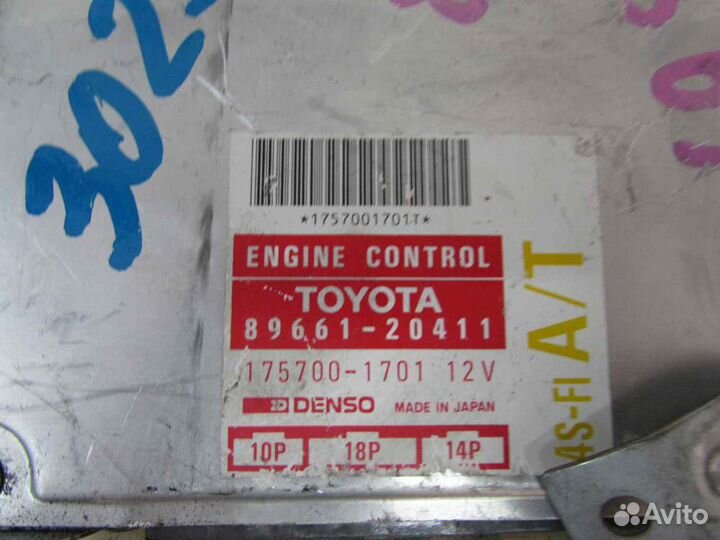 302
*1757001701T*
ENGINE CONTROL
TOYOTA
89661-20411
175700-1701 12V
DENSO MADE IN JAPAN
10P 18P 14P
4S-FI A/T
Avito